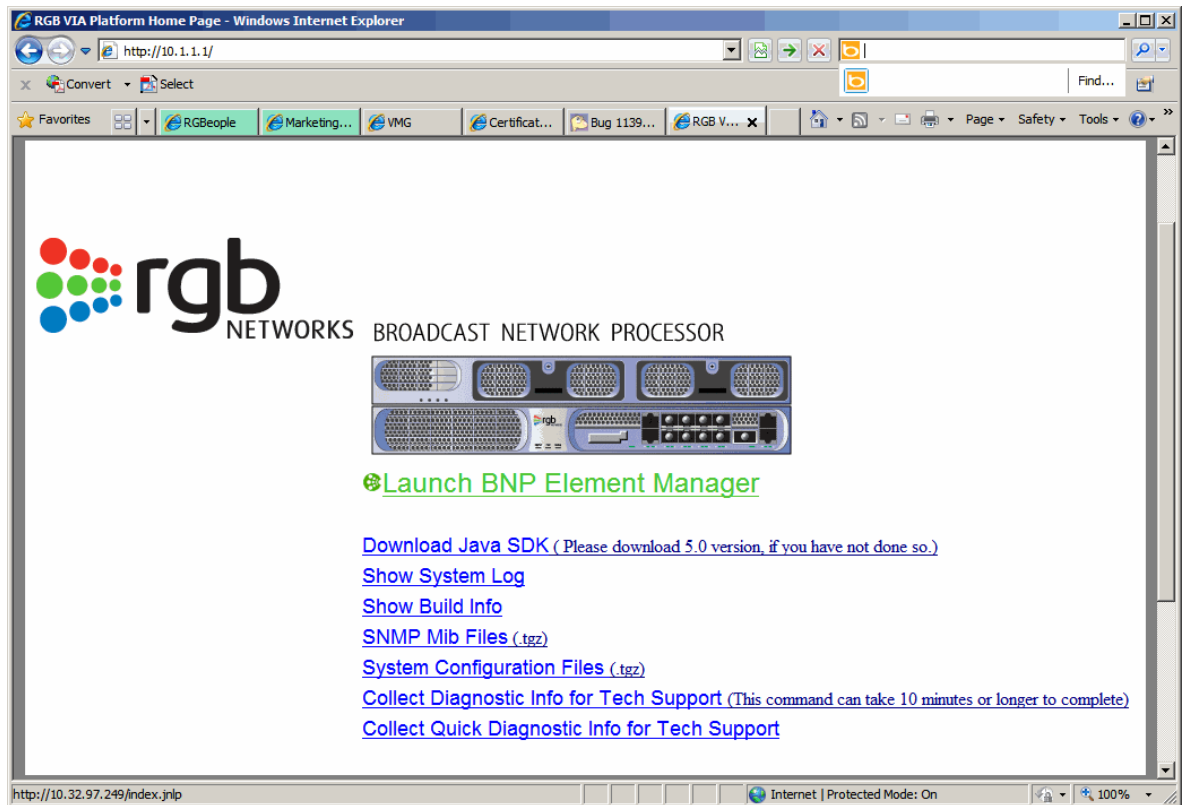 RGB VIA Platform Home Page - Windows Internet Explorer
http://10.1.1.1/
x Convert Select
Find...
Favorites
RGBeople
Marketing...
VMG
Certificat...
Bug 1139...
RGB V... x
Page Safety Tools »
rgb
NETWORKS
BROADCAST NETWORK PROCESSOR
rgb
Launch BNP Element Manager
Download Java SDK ( Please download 5.0 version, if you have not done so.)
Show System Log
Show Build Info
SNMP Mib Files (.tgz)
System Configuration Files (.tgz)
Collect Diagnostic Info for Tech Support (This command can take 10 minutes or longer to complete)
Collect Quick Diagnostic Info for Tech Support
http://10.32.97.249/index.jnlp
Internet | Protected Mode: On
100%